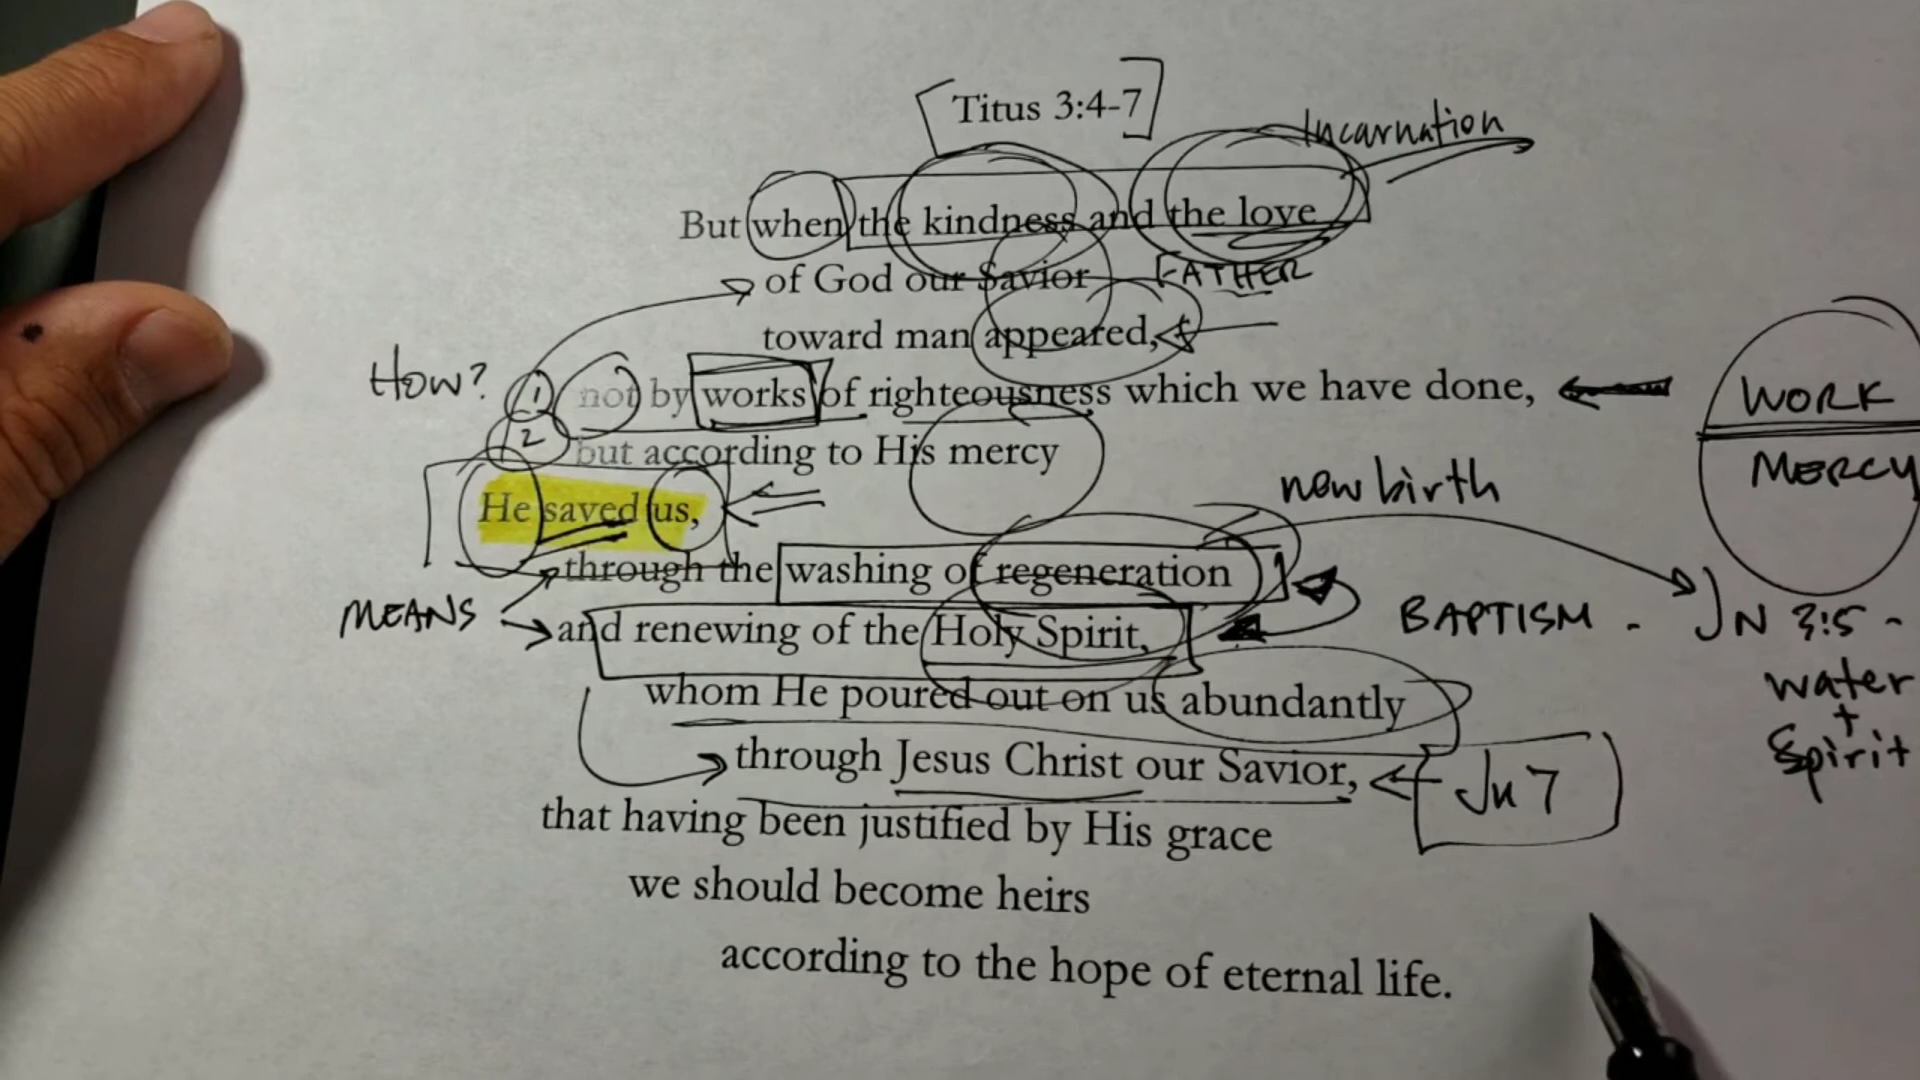 Titus 3:4-7
Incarnation
But when the kindness and the love
of God our Savior
FATHER
toward man appeared,
How?
1 not by works of righteousness which we have done,
WORK
2 but according to His mercy
MERCY
He saved us,
new birth
through the washing of regeneration
MEANS
BAPTISM - JN 3:5 -
and renewing of the Holy Spirit,
water
+
Spirit
whom He poured out on us abundantly
through Jesus Christ our Savior,
Jn 7
that having been justified by His grace
we should become heirs
according to the hope of eternal life.